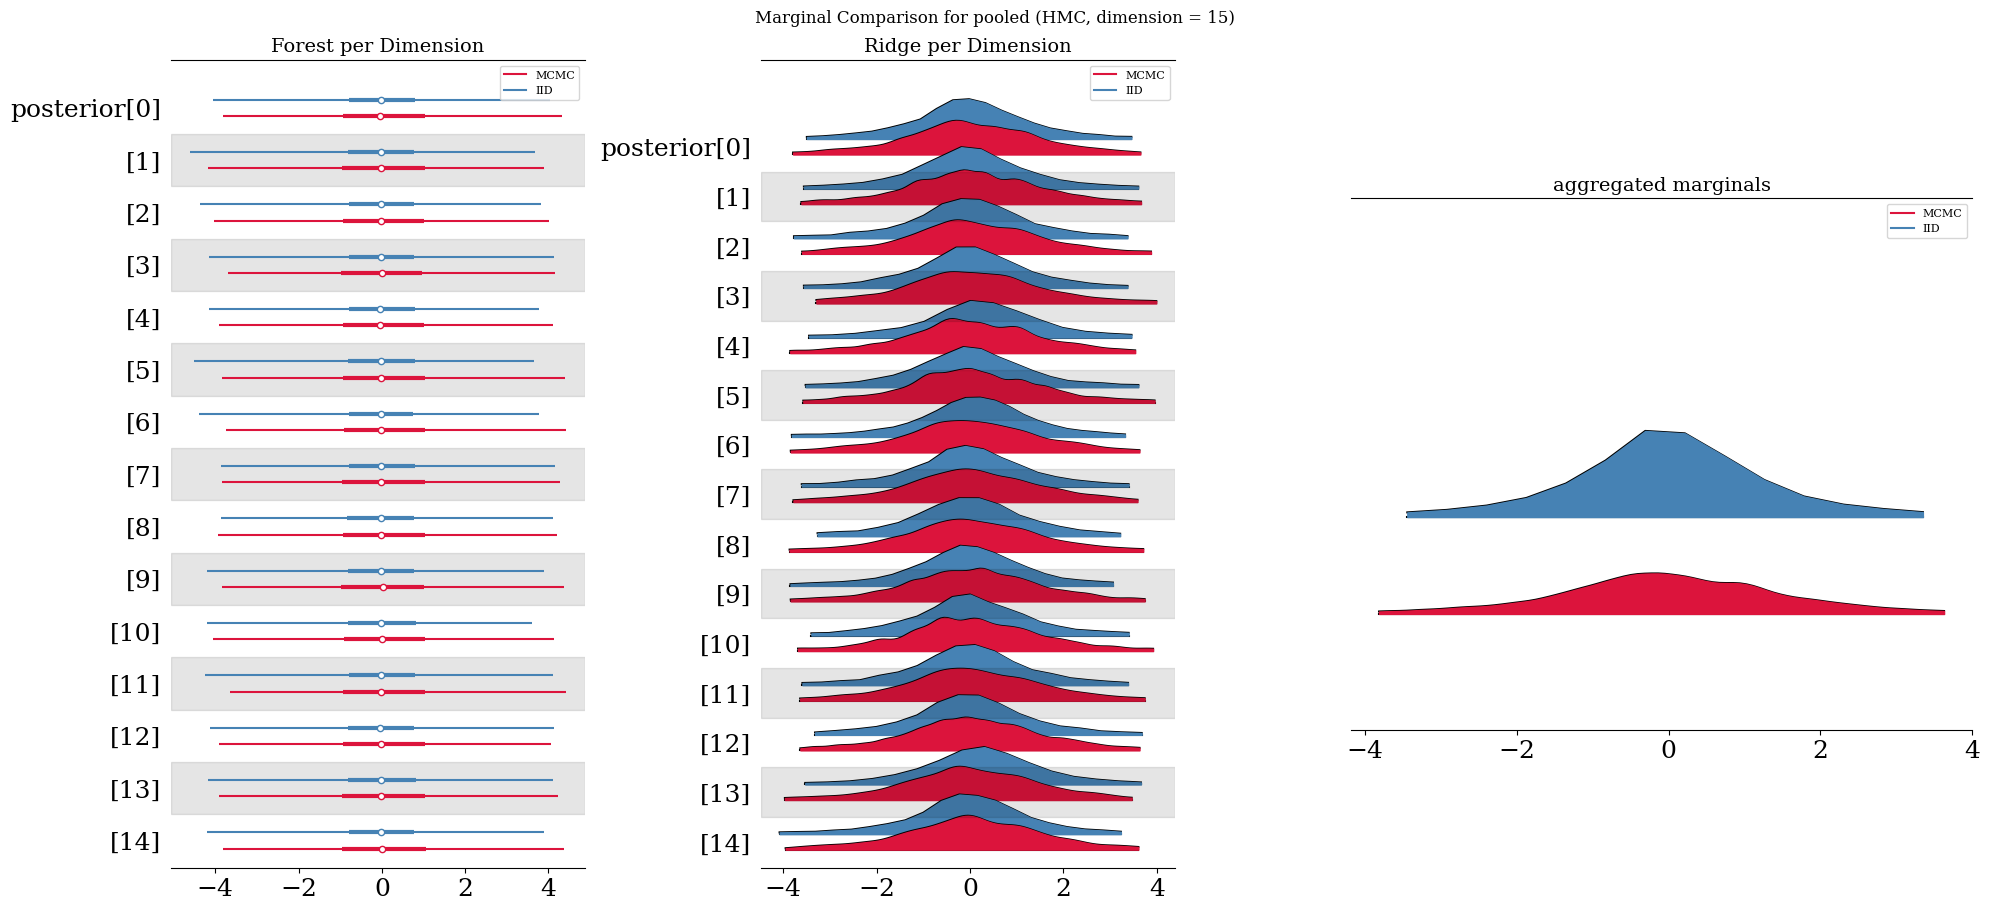 Marginal Comparison for pooled (HMC, dimension = 15)
Forest per Dimension
MCMC
IID
posterior[0]
[1]
[2]
[3]
[4]
[5]
[6]
[7]
[8]
[9]
[10]
[11]
[12]
[13]
[14]
−4 −2 0 2 4
Ridge per Dimension
MCMC
IID
posterior[0]
[1]
[2]
[3]
[4]
[5]
[6]
[7]
[8]
[9]
[10]
[11]
[12]
[13]
[14]
−4 −2 0 2 4
aggregated marginals
MCMC
IID
−4 −2 0 2 4